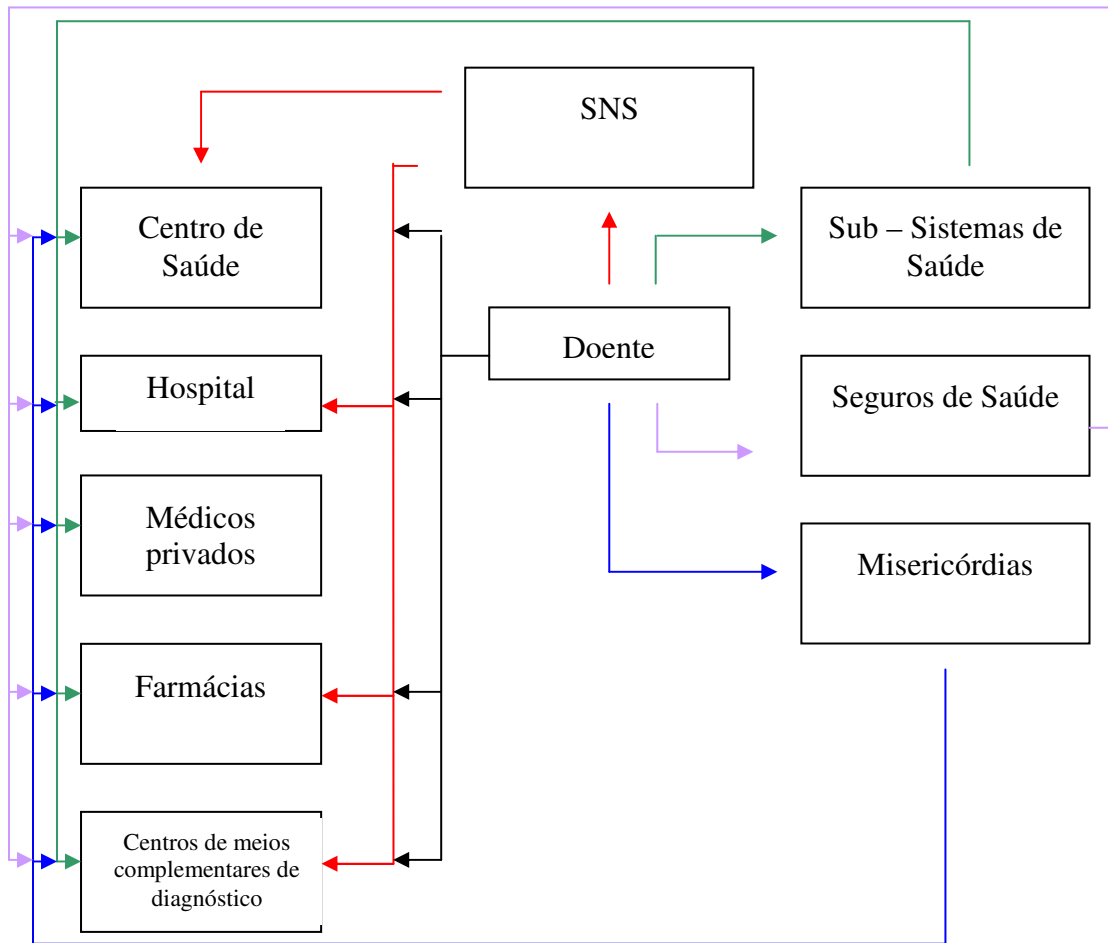 SNS
Centro de
Saúde
Sub – Sistemas de
Saúde
Doente
Hospital
Seguros de Saúde
Médicos
privados
Misericórdias
Farmácias
Centros de meios
complementares de
diagnóstico